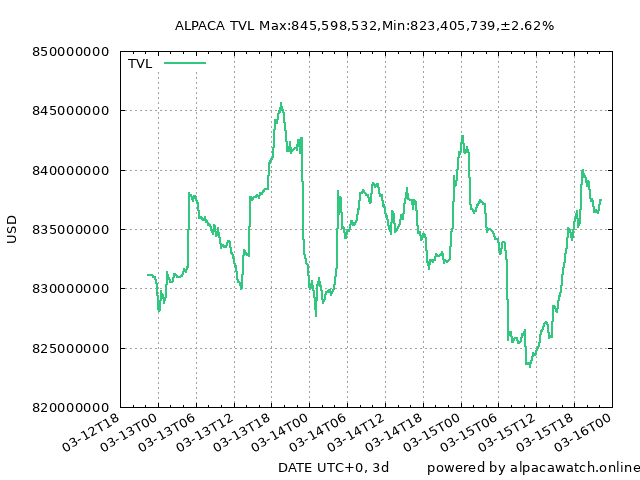 ALPACA TVL Max:845,598,532,Min:823,405,739,±2.62%
850000000
TVL
845000000
840000000
835000000
830000000
825000000
820000000
USD
03-12T18
03-13T00
03-13T06
03-13T12
03-13T18
03-14T00
03-14T06
03-14T12
03-14T18
03-15T00
03-15T06
03-15T12
03-15T18
03-16T00
DATE UTC+0, 3d
powered by alpacawatch.online